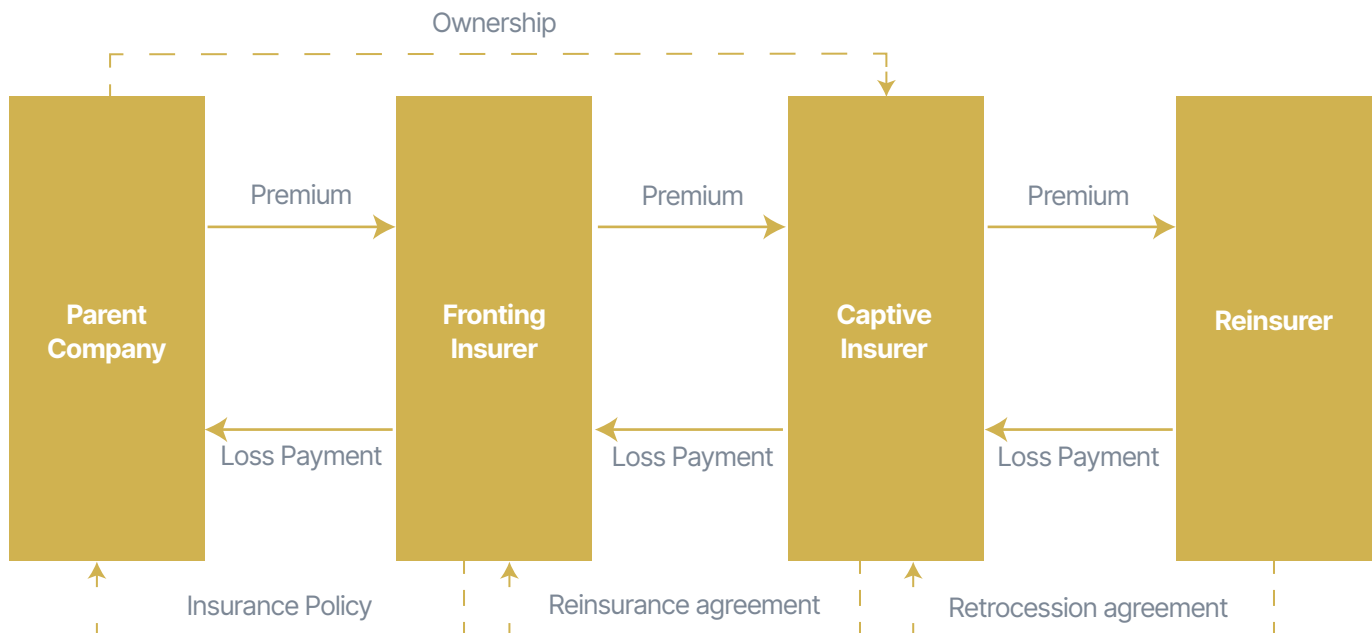 Ownership
Premium
Premium
Premium
Parent
Company
Fronting
Insurer
Captive
Insurer
Reinsurer
Loss Payment
Loss Payment
Loss Payment
Insurance Policy
Reinsurance agreement
Retrocession agreement